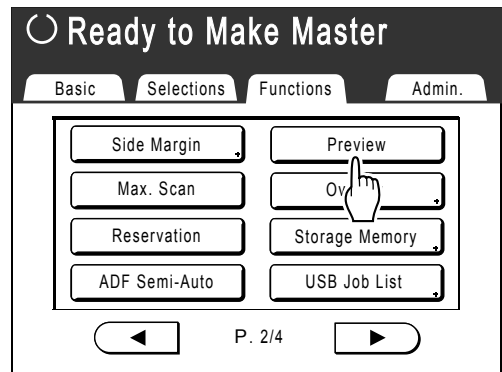 Ready to Make Master
Basic Selections Functions Admin.
Side Margin Preview
Max. Scan
Reservation Storage Memory
ADF Semi-Auto USB Job List
P. 2/4